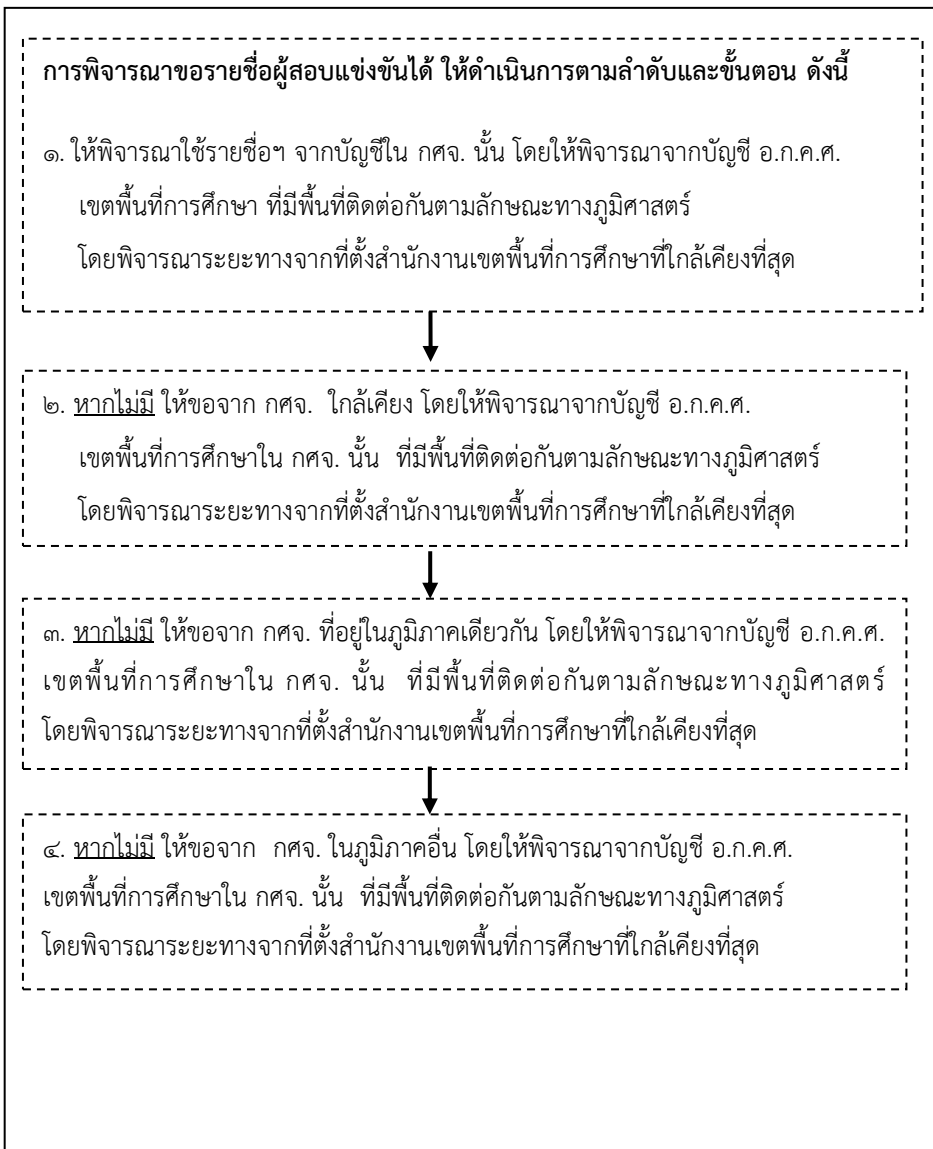 การพิจารณาขอรายชื่อผู้สอบแข่งขันได้ ให้ดำเนินการตามลำดับและขั้นตอน ดังนี้
๑. ให้พิจารณาใช้รายชื่อฯ จากบัญชีใน กศจ. นั้น โดยให้พิจารณาจากบัญชี อ.ก.ค.ศ.
เขตพื้นที่การศึกษา ที่มีพื้นที่ติดต่อกันตามลักษณะทางภูมิศาสตร์
โดยพิจารณาระยะทางจากที่ตั้งสำนักงานเขตพื้นที่การศึกษาที่ใกล้เคียงที่สุด
๒. หากไม่มี ให้ขอจาก กศจ. ใกล้เคียง โดยให้พิจารณาจากบัญชี อ.ก.ค.ศ.
เขตพื้นที่การศึกษาใน กศจ. นั้น ที่มีพื้นที่ติดต่อกันตามลักษณะทางภูมิศาสตร์
โดยพิจารณาระยะทางจากที่ตั้งสำนักงานเขตพื้นที่การศึกษาที่ใกล้เคียงที่สุด
๓. หากไม่มี ให้ขอจาก กศจ. ที่อยู่ในภูมิภาคเดียวกัน โดยให้พิจารณาจากบัญชี อ.ก.ค.ศ.
เขตพื้นที่การศึกษาใน กศจ. นั้น ที่มีพื้นที่ติดต่อกันตามลักษณะทางภูมิศาสตร์
โดยพิจารณาระยะทางจากที่ตั้งสำนักงานเขตพื้นที่การศึกษาที่ใกล้เคียงที่สุด
๔. หากไม่มี ให้ขอจาก กศจ. ในภูมิภาคอื่น โดยให้พิจารณาจากบัญชี อ.ก.ค.ศ.
เขตพื้นที่การศึกษาใน กศจ. นั้น ที่มีพื้นที่ติดต่อกันตามลักษณะทางภูมิศาสตร์
โดยพิจารณาระยะทางจากที่ตั้งสำนักงานเขตพื้นที่การศึกษาที่ใกล้เคียงที่สุด